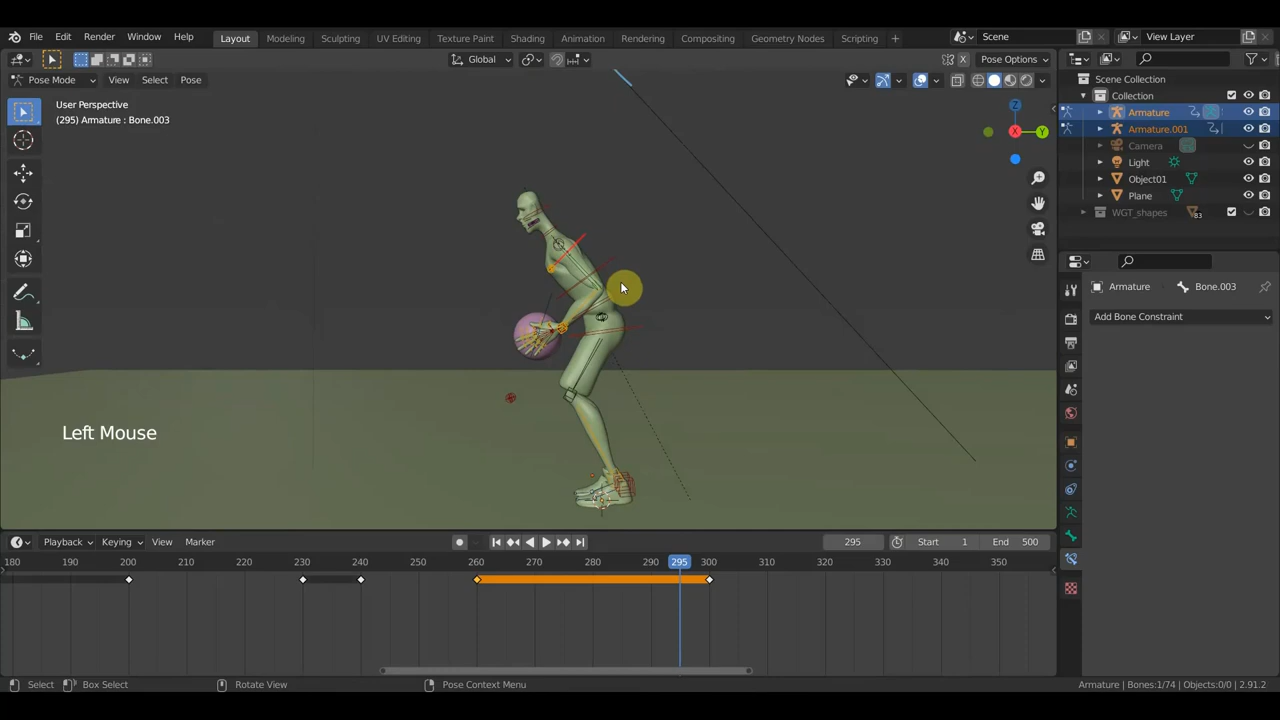 File Edit Render Window Help Layout Modeling Sculpting UV Editing Texture Paint Shading Animation Rendering Compositing Geometry Nodes Scripting + Scene View Layer
Global Pose Options
Pose Mode View Select Pose
User Perspective
(295) Armature : Bone.003
Z
X Y
Scene Collection
Collection
Armature
Armature.001
Camera
Light
Object01
Plane
WGT_shapes 83
Armature Bone.003
Add Bone Constraint
Left Mouse
Playback Keying View Marker 295 Start 1 End 500
180 200 210 220 230 240 250 260 270 280 290 295 300 310 320 330 340 350
Select Box Select Rotate View Pose Context Menu Armature | Bones:1/74 | Objects:0/0 | 2.91.2